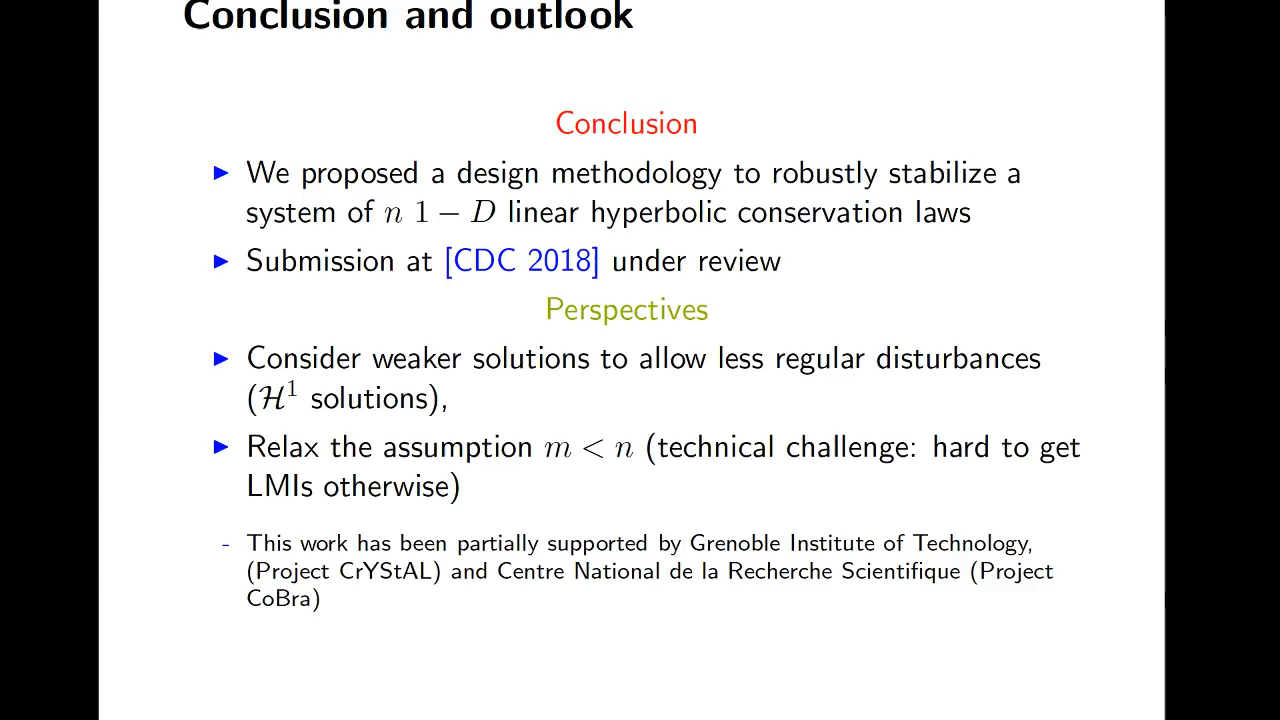 Conclusion and outlook
Conclusion
We proposed a design methodology to robustly stabilize a
system of n 1 − D linear hyperbolic conservation laws
Submission at [CDC 2018] under review
Perspectives
Consider weaker solutions to allow less regular disturbances
(ℋ¹ solutions),
Relax the assumption m < n (technical challenge: hard to get
LMIs otherwise)
- This work has been partially supported by Grenoble Institute of Technology,
(Project CrYStAL) and Centre National de la Recherche Scientifique (Project
CoBra)